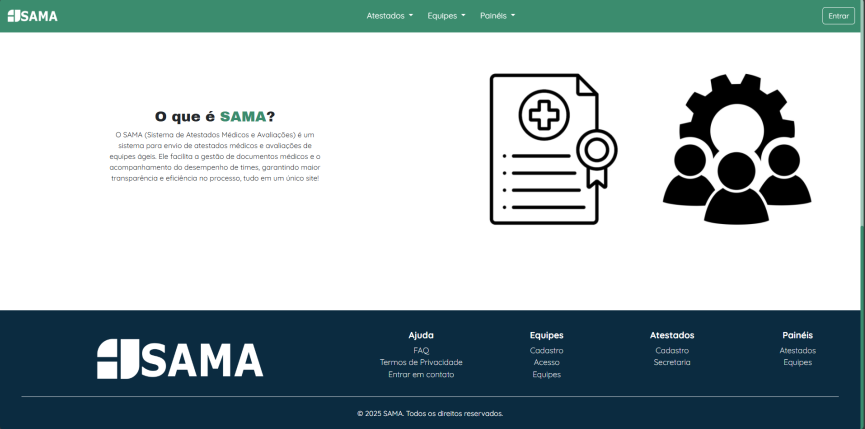 SAMA
Atestados
Equipes
Painéis
Entrar
O que é SAMA?
O SAMA (Sistema de Atestados Médicos e Avaliações) é um
sistema para envio de atestados médicos e avaliações de
equipes ágeis. Ele facilita a gestão de documentos médicos e o
acompanhamento do desempenho de times, garantindo maior
transparência e eficiência no processo, tudo em um único site!
SAMA
Ajuda
FAQ
Termos de Privacidade
Entrar em contato
Equipes
Cadastro
Acesso
Equipes
Atestados
Cadastro
Secretaria
Painéis
Atestados
Equipes
© 2025 SAMA. Todos os direitos reservados.